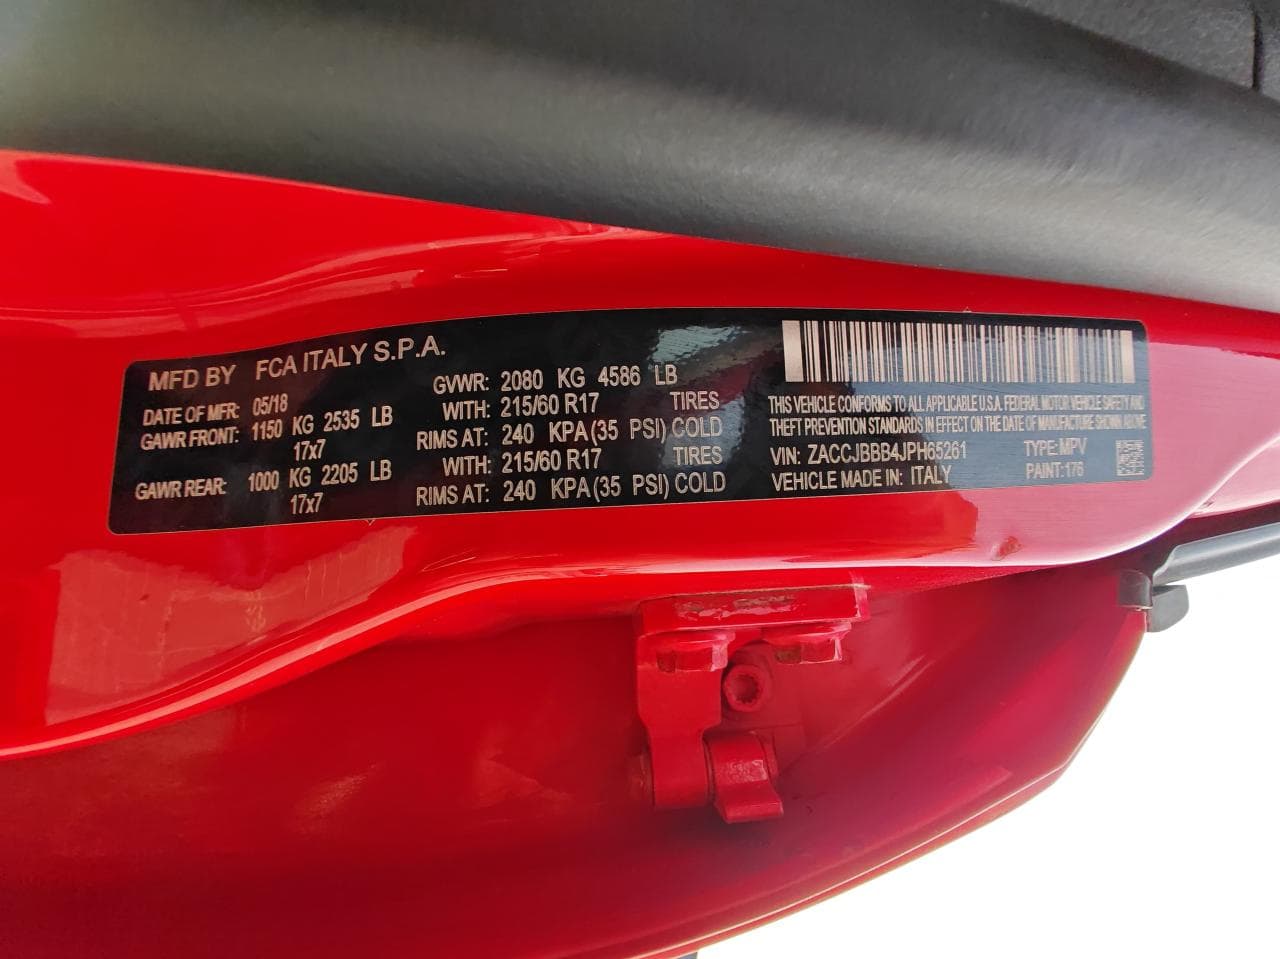 MFD BY FCA ITALY S.P.A.
DATE OF MFR: 05/18 GVWR: 2080 KG 4586 LB
GAWR FRONT: 1150 KG 2535 LB WITH: 215/60 R17 TIRES
17x7 RIMS AT: 240 KPA(35 PSI) COLD
GAWR REAR: 1000 KG 2205 LB WITH: 215/60 R17 TIRES
17x7 RIMS AT: 240 KPA(35 PSI) COLD
THIS VEHICLE CONFORMS TO ALL APPLICABLE U.S.A. FEDERAL MOTOR VEHICLE SAFETY AND
THEFT PREVENTION STANDARDS IN EFFECT ON THE DATE OF MANUFACTURE SHOWN ABOVE
VIN: ZACCJBBB4JPH65261 TYPE: MPV
VEHICLE MADE IN: ITALY PAINT: 176